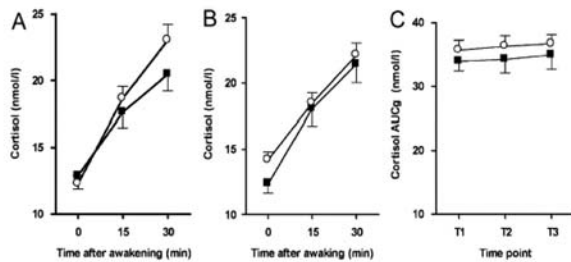 A
Cortisol (nmol/l)
25
20
15
10
0 15 30
Time after awakening (min)
B
Cortisol (nmol/l)
25
20
15
10
0 15 30
Time after awaking (min)
C
Cortisol AUCg (nmol/l)
40
30
20
10
0
T1 T2 T3
Time point